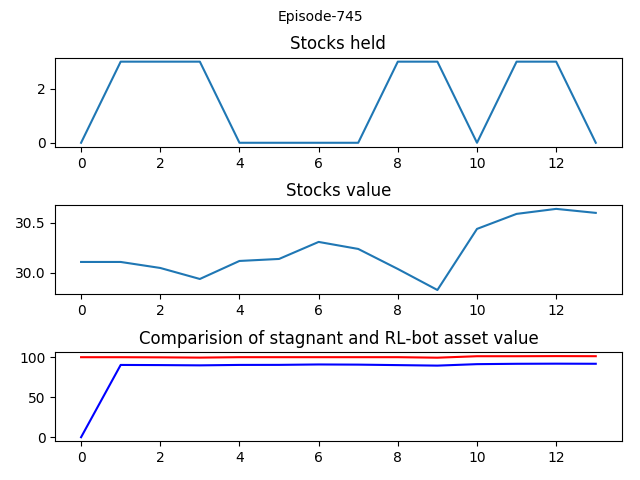 Episode-745
Stocks held
2
0
0 2 4 6 8 10 12
Stocks value
30.5
30.0
0 2 4 6 8 10 12
Comparision of stagnant and RL-bot asset value
100
50
0
0 2 4 6 8 10 12